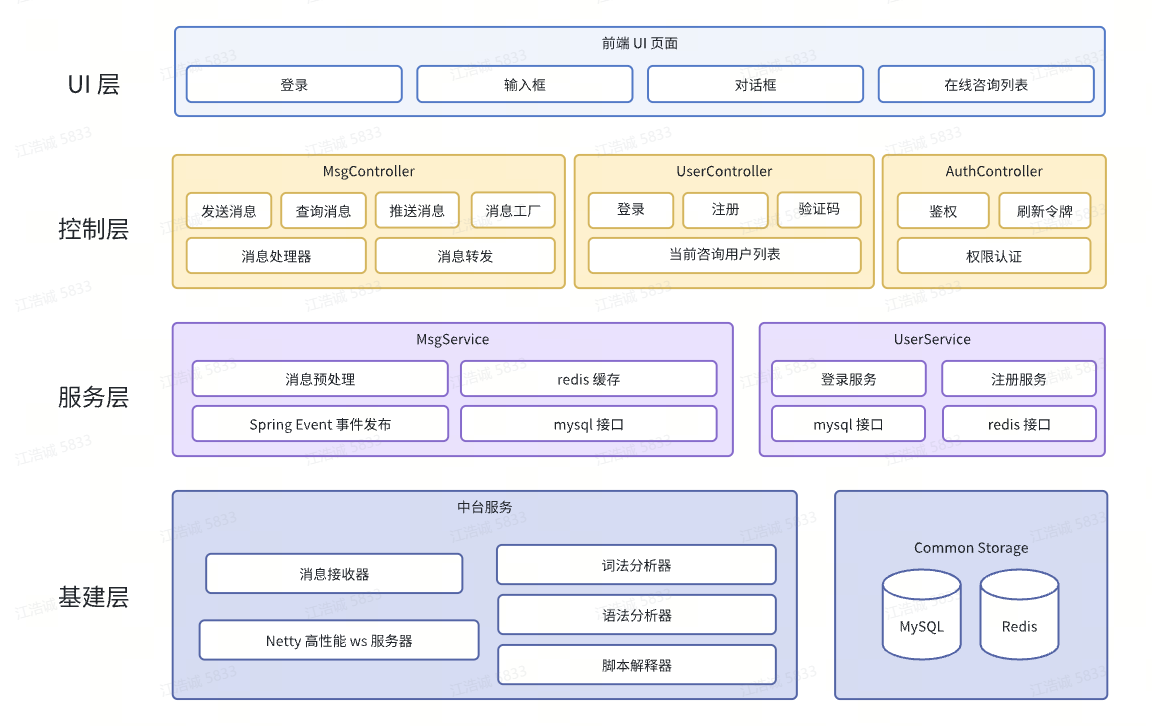 UI 层
前端 UI 页面
登录
输入框
对话框
在线咨询列表
控制层
MsgController
发送消息
查询消息
推送消息
消息工厂
消息处理器
消息转发
UserController
登录
注册
验证码
当前咨询用户列表
AuthController
鉴权
刷新令牌
权限认证
服务层
MsgService
消息预处理
redis 缓存
Spring Event 事件发布
mysql 接口
UserService
登录服务
注册服务
mysql 接口
redis 接口
基建层
中台服务
消息接收器
Netty 高性能 ws 服务器
词法分析器
语法分析器
脚本解释器
Common Storage
MySQL
Redis
江浩诚 5833